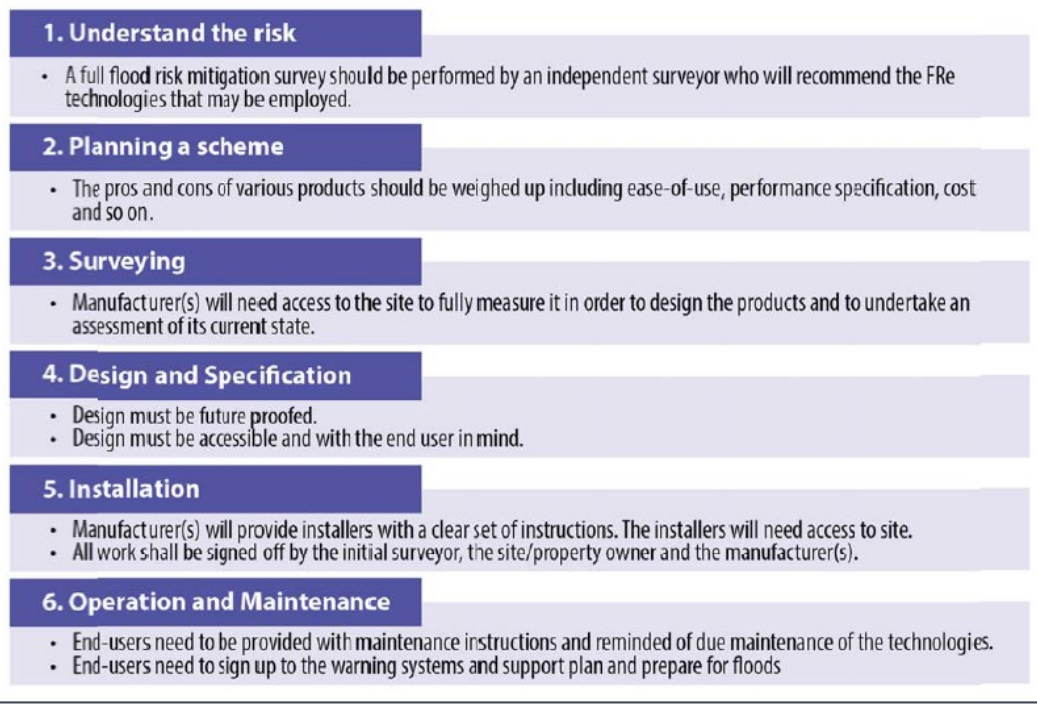 1. Understand the risk
• A full flood risk mitigation survey should be performed by an independent surveyor who will recommend the FRe
technologies that may be employed.
2. Planning a scheme
• The pros and cons of various products should be weighed up including ease-of-use, performance specification, cost
and so on.
3. Surveying
• Manufacturer(s) will need access to the site to fully measure it in order to design the products and to undertake an
assessment of its current state.
4. Design and Specification
• Design must be future proofed.
• Design must be accessible and with the end user in mind.
5. Installation
• Manufacturer(s) will provide installers with a clear set of instructions. The installers will need access to site.
• All work shall be signed off by the initial surveyor, the site/property owner and the manufacturer(s).
6. Operation and Maintenance
• End-users need to be provided with maintenance instructions and reminded of due maintenance of the technologies.
• End-users need to sign up to the warning systems and support plan and prepare for floods